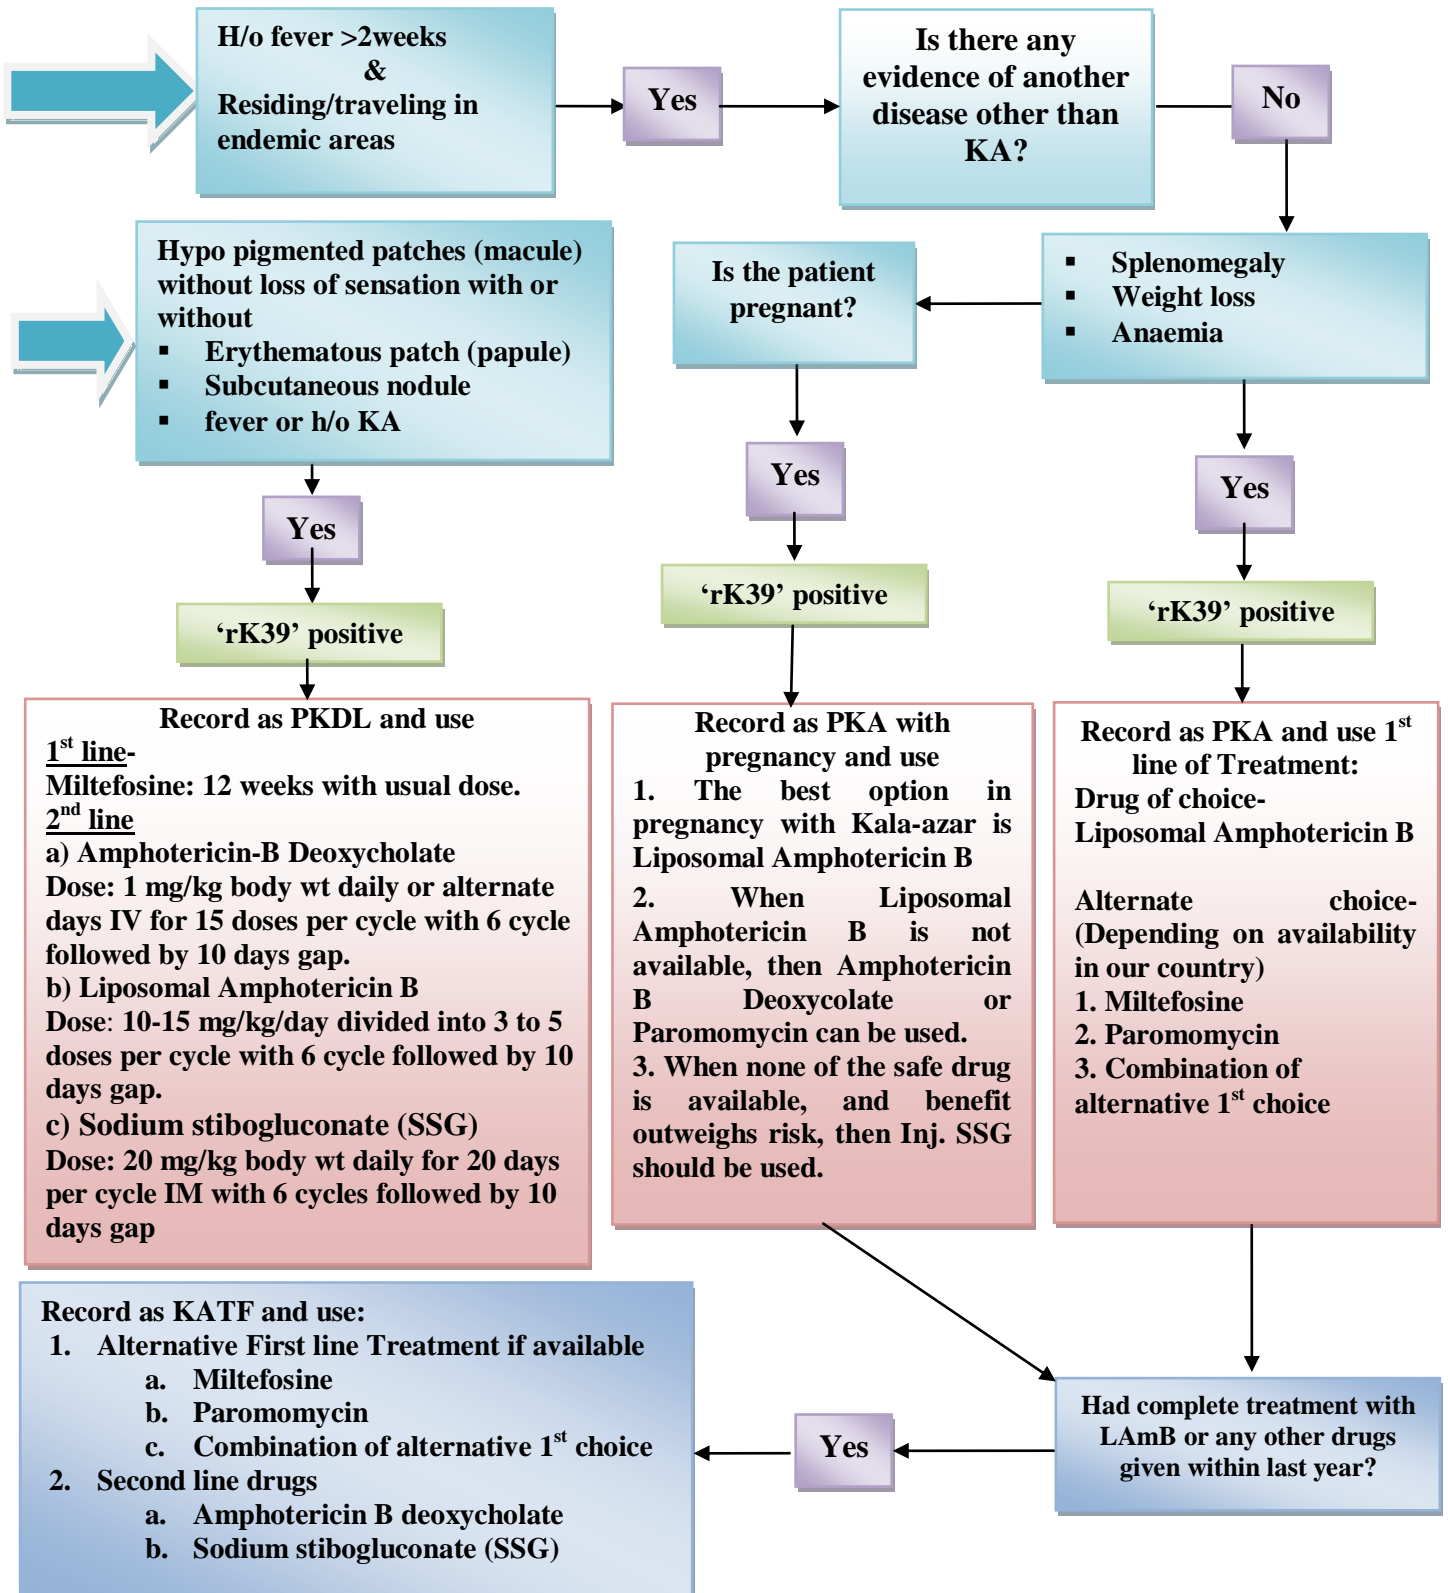 H/o fever >2weeks
&
Residing/traveling in
endemic areas
Yes
Is there any
evidence of another
disease other than
KA?
No
Hypo pigmented patches (macule)
without loss of sensation with or
without
▪ Erythematous patch (papule)
▪ Subcutaneous nodule
▪ fever or h/o KA
Is the patient
pregnant?
▪ Splenomegaly
▪ Weight loss
▪ Anaemia
Yes
Yes
Yes
‘rK39’ positive
‘rK39’ positive
‘rK39’ positive
Record as PKDL and use
1st line-
Miltefosine: 12 weeks with usual dose.
2nd line
a) Amphotericin-B Deoxycholate
Dose: 1 mg/kg body wt daily or alternate
days IV for 15 doses per cycle with 6 cycle
followed by 10 days gap.
b) Liposomal Amphotericin B
Dose: 10-15 mg/kg/day divided into 3 to 5
doses per cycle with 6 cycle followed by 10
days gap.
c) Sodium stibogluconate (SSG)
Dose: 20 mg/kg body wt daily for 20 days
per cycle IM with 6 cycles followed by 10
days gap
Record as PKA with
pregnancy and use
1. The best option in
pregnancy with Kala-azar is
Liposomal Amphotericin B
2. When Liposomal
Amphotericin B is not
available, then Amphotericin
B Deoxycolate or
Paromomycin can be used.
3. When none of the safe drug
is available, and benefit
outweighs risk, then Inj. SSG
should be used.
Record as PKA and use 1st
line of Treatment:
Drug of choice-
Liposomal Amphotericin B
Alternate choice-
(Depending on availability
in our country)
1. Miltefosine
2. Paromomycin
3. Combination of
alternative 1st choice
Record as KATF and use:
1. Alternative First line Treatment if available
a. Miltefosine
b. Paromomycin
c. Combination of alternative 1st choice
2. Second line drugs
a. Amphotericin B deoxycholate
b. Sodium stibogluconate (SSG)
Yes
Had complete treatment with
LAmB or any other drugs
given within last year?